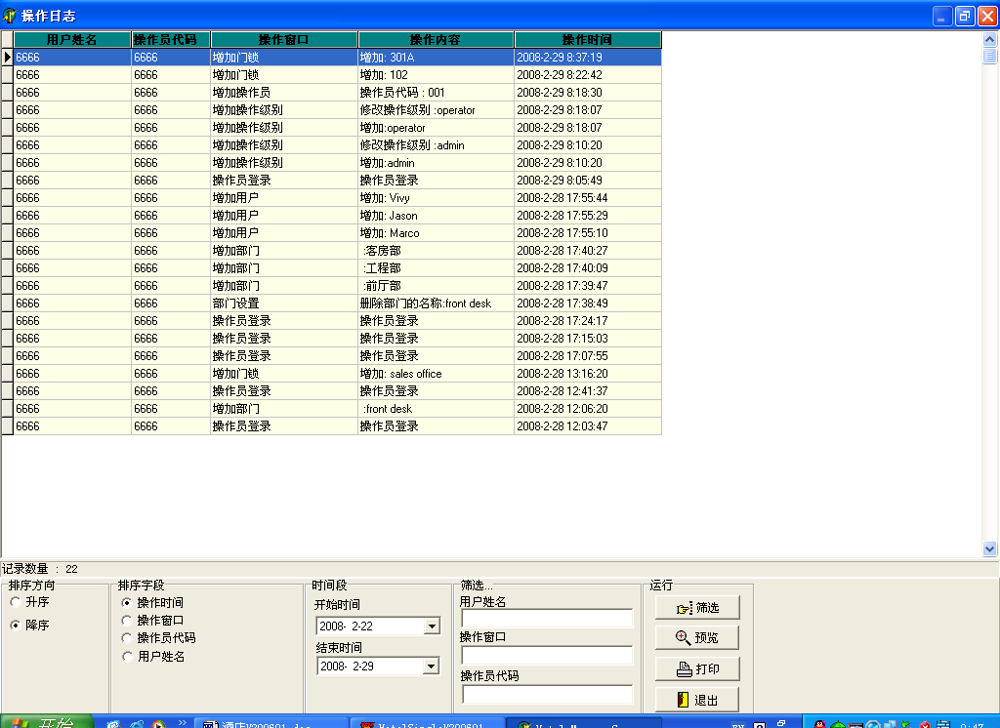 操作日志
用户姓名 操作员代码 操作窗口 操作内容 操作时间
6666 6666 增加门锁 增加: 301A 2008-2-29 8:37:19
6666 6666 增加门锁 增加: 102 2008-2-29 8:22:42
6666 6666 增加操作员 操作员代码 : 001 2008-2-29 8:18:30
6666 6666 增加操作级别 修改操作级别 :operator 2008-2-29 8:18:07
6666 6666 增加操作级别 增加:operator 2008-2-29 8:18:07
6666 6666 增加操作级别 修改操作级别 :admin 2008-2-29 8:10:20
6666 6666 增加操作级别 增加:admin 2008-2-29 8:10:20
6666 6666 操作员登录 操作员登录 2008-2-29 8:05:49
6666 6666 增加用户 增加: Vivy 2008-2-28 17:55:44
6666 6666 增加用户 增加: Jason 2008-2-28 17:55:29
6666 6666 增加用户 增加: Marco 2008-2-28 17:55:10
6666 6666 增加部门 :客房部 2008-2-28 17:40:27
6666 6666 增加部门 :工程部 2008-2-28 17:40:09
6666 6666 增加部门 :前厅部 2008-2-28 17:39:47
6666 6666 部门设置 删除部门的名称:front desk 2008-2-28 17:38:49
6666 6666 操作员登录 操作员登录 2008-2-28 17:24:17
6666 6666 操作员登录 操作员登录 2008-2-28 17:15:03
6666 6666 操作员登录 操作员登录 2008-2-28 17:07:55
6666 6666 增加门锁 增加: sales office 2008-2-28 13:16:20
6666 6666 操作员登录 操作员登录 2008-2-28 12:41:37
6666 6666 增加部门 :front desk 2008-2-28 12:06:20
6666 6666 操作员登录 操作员登录 2008-2-28 12:03:47
记录数量 : 22
排序方向
升序
降序
排序字段
操作时间
操作窗口
操作员代码
用户姓名
时间段
开始时间
2008- 2-22
结束时间
2008- 2-29
筛选...
用户姓名
操作窗口
操作员代码
运行
筛选
预览
打印
退出
开始